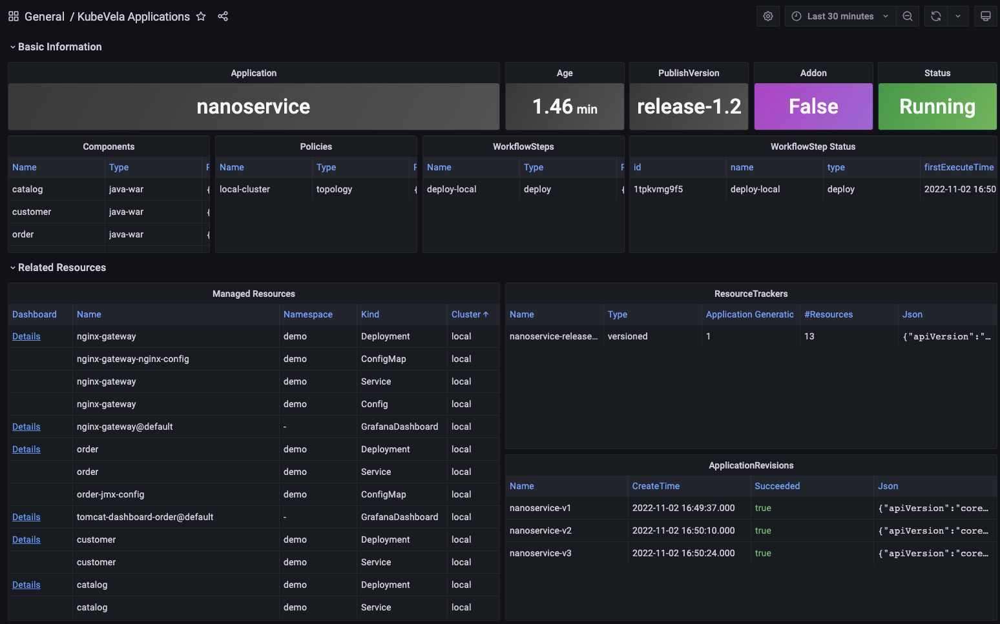 General / KubeVela Applications
Last 30 minutes
Basic Information
Application
nanoservice
Age
1.46 min
PublishVersion
release-1.2
Addon
False
Status
Running
Components
Name Type
catalog java-war {
customer java-war {
order java-war {
Policies
Name Type
local-cluster topology {
WorkflowSteps
Name Type
deploy-local deploy {
WorkflowStep Status
id name type firstExecuteTime
1tpkvmg9f5 deploy-local deploy 2022-11-02 16:50
Related Resources
Managed Resources
Dashboard Name Namespace Kind Cluster ↑
Details nginx-gateway demo Deployment local
nginx-gateway-nginx-config demo ConfigMap local
nginx-gateway demo Service local
nginx-gateway demo Config local
Details nginx-gateway@default - GrafanaDashboard local
Details order demo Deployment local
order demo Service local
order-jmx-config demo ConfigMap local
Details tomcat-dashboard-order@default - GrafanaDashboard local
Details customer demo Deployment local
customer demo Service local
Details catalog demo Deployment local
catalog demo Service local
ResourceTrackers
Name Type Application Generatio #Resources Json
nanoservice-release... versioned 1 13 {"apiVersion":"...
ApplicationRevisions
Name CreateTime Succeeded Json
nanoservice-v1 2022-11-02 16:49:37.000 true {"apiVersion":"core...
nanoservice-v2 2022-11-02 16:50:10.000 true {"apiVersion":"core...
nanoservice-v3 2022-11-02 16:50:24.000 true {"apiVersion":"core...